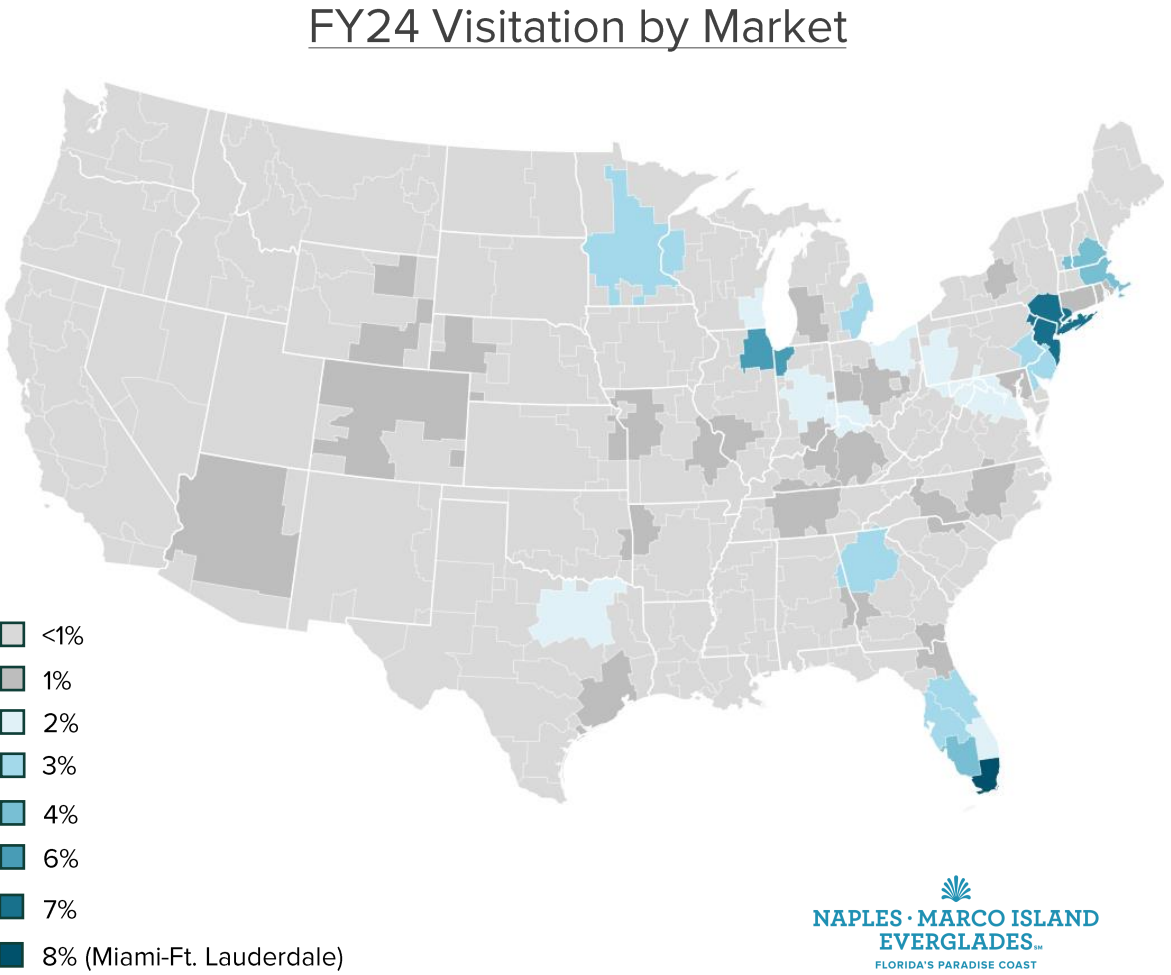 FY24 Visitation by Market
<1%
1%
2%
3%
4%
6%
7%
8% (Miami-Ft. Lauderdale)
NAPLES · MARCO ISLAND
EVERGLADES℠
FLORIDA'S PARADISE COAST